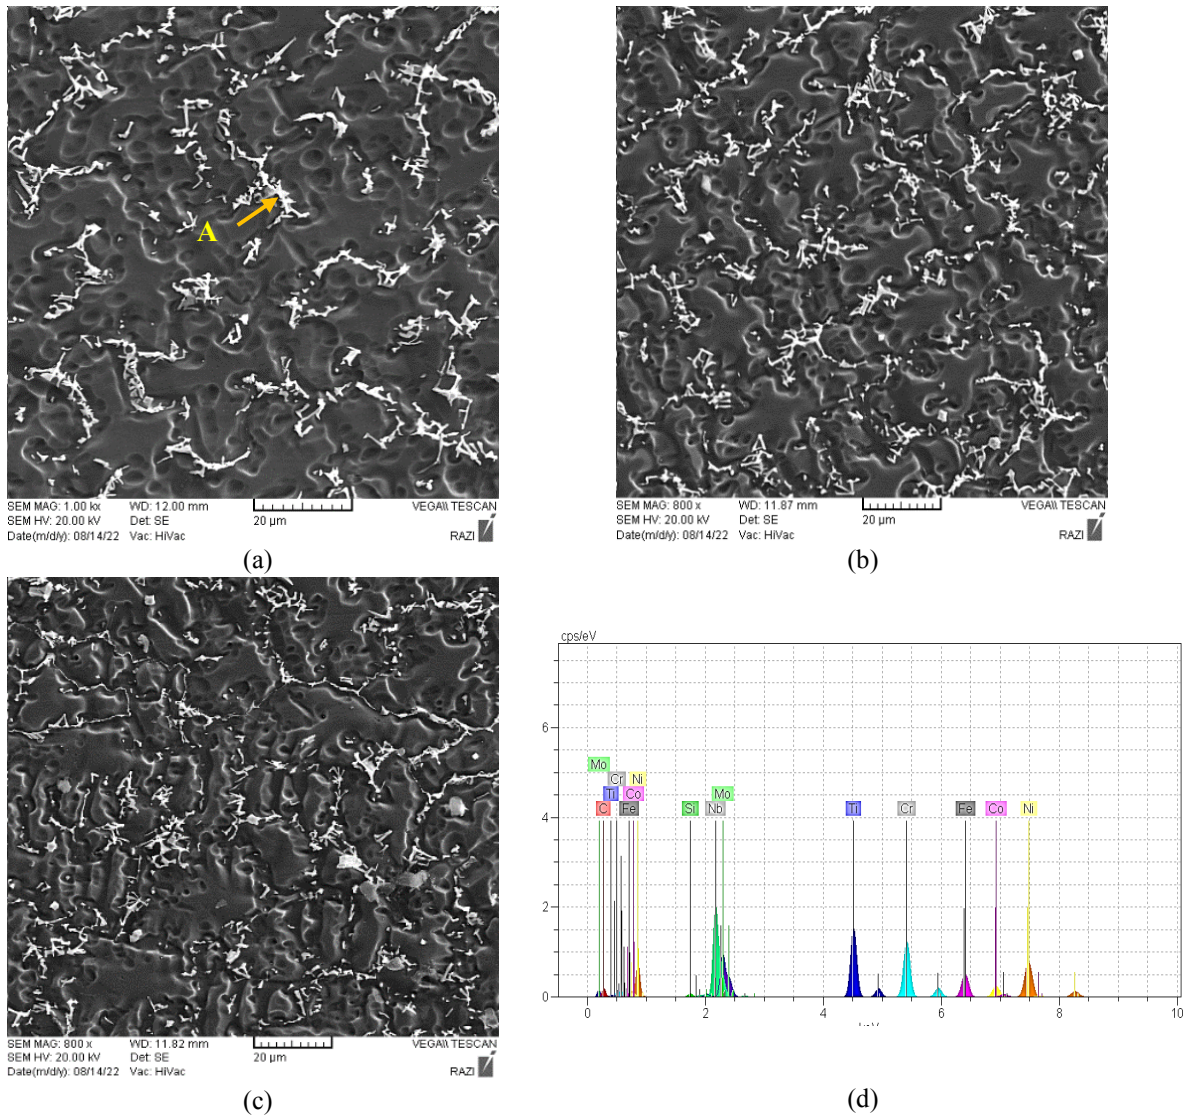 A
SEM MAG: 1.00 kx WD: 12.00 mm VEGA\\ TESCAN
SEM HV: 20.00 kV Det: SE 20 µm
Date(m/d/y): 08/14/22 Vac: HiVac RAZI
(a)
SEM MAG: 800 x WD: 11.87 mm VEGA\\ TESCAN
SEM HV: 20.00 kV Det: SE 20 µm
Date(m/d/y): 08/14/22 Vac: HiVac RAZI
(b)
SEM MAG: 800 x WD: 11.82 mm VEGA\\ TESCAN
SEM HV: 20.00 kV Det: SE 20 µm
Date(m/d/y): 08/14/22 Vac: HiVac RAZI
(c)
cps/eV
6
Mo
Cr Ni
Ti Co Mo
C Fe Si Nb Ti Cr Fe Co Ni
4
2
0
0 2 4 6 8 10
(d)